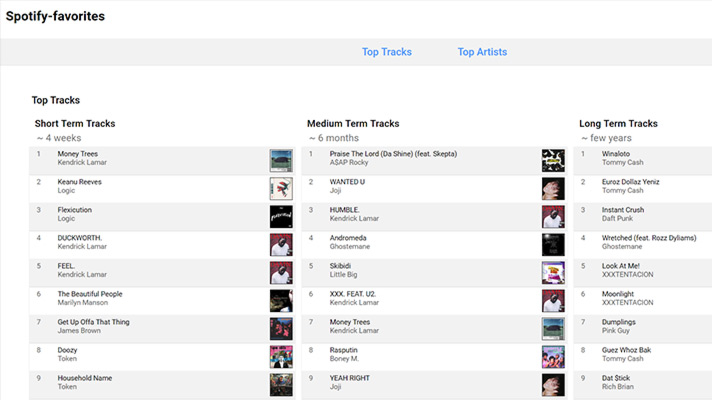 Spotify-favorites
Top Tracks
Top Artists
Top Tracks
Short Term Tracks
~ 4 weeks
1
Money Trees
Kendrick Lamar
2
Keanu Reeves
Logic
3
Flexicution
Logic
4
DUCKWORTH.
Kendrick Lamar
5
FEEL.
Kendrick Lamar
6
The Beautiful People
Marilyn Manson
7
Get Up Offa That Thing
James Brown
8
Doozy
Token
9
Household Name
Token
Medium Term Tracks
~ 6 months
1
Praise The Lord (Da Shine) (feat. Skepta)
A$AP Rocky
2
WANTED U
Joji
3
HUMBLE.
Kendrick Lamar
4
Andromeda
Ghostemane
5
Skibidi
Little Big
6
XXX. FEAT. U2.
Kendrick Lamar
7
Money Trees
Kendrick Lamar
8
Rasputin
Boney M.
9
YEAH RIGHT
Joji
Long Term Tracks
~ few years
1
Winaloto
Tommy Cash
2
Euroz Dollaz Yeniz
Tommy Cash
3
Instant Crush
Daft Punk
4
Wretched (feat. Rozz Dyliams)
Ghostemane
5
Look At Me!
XXXTENTACION
6
Moonlight
XXXTENTACION
7
Dumplings
Pink Guy
8
Guez Whoz Bak
Tommy Cash
9
Dat $tick
Rich Brian